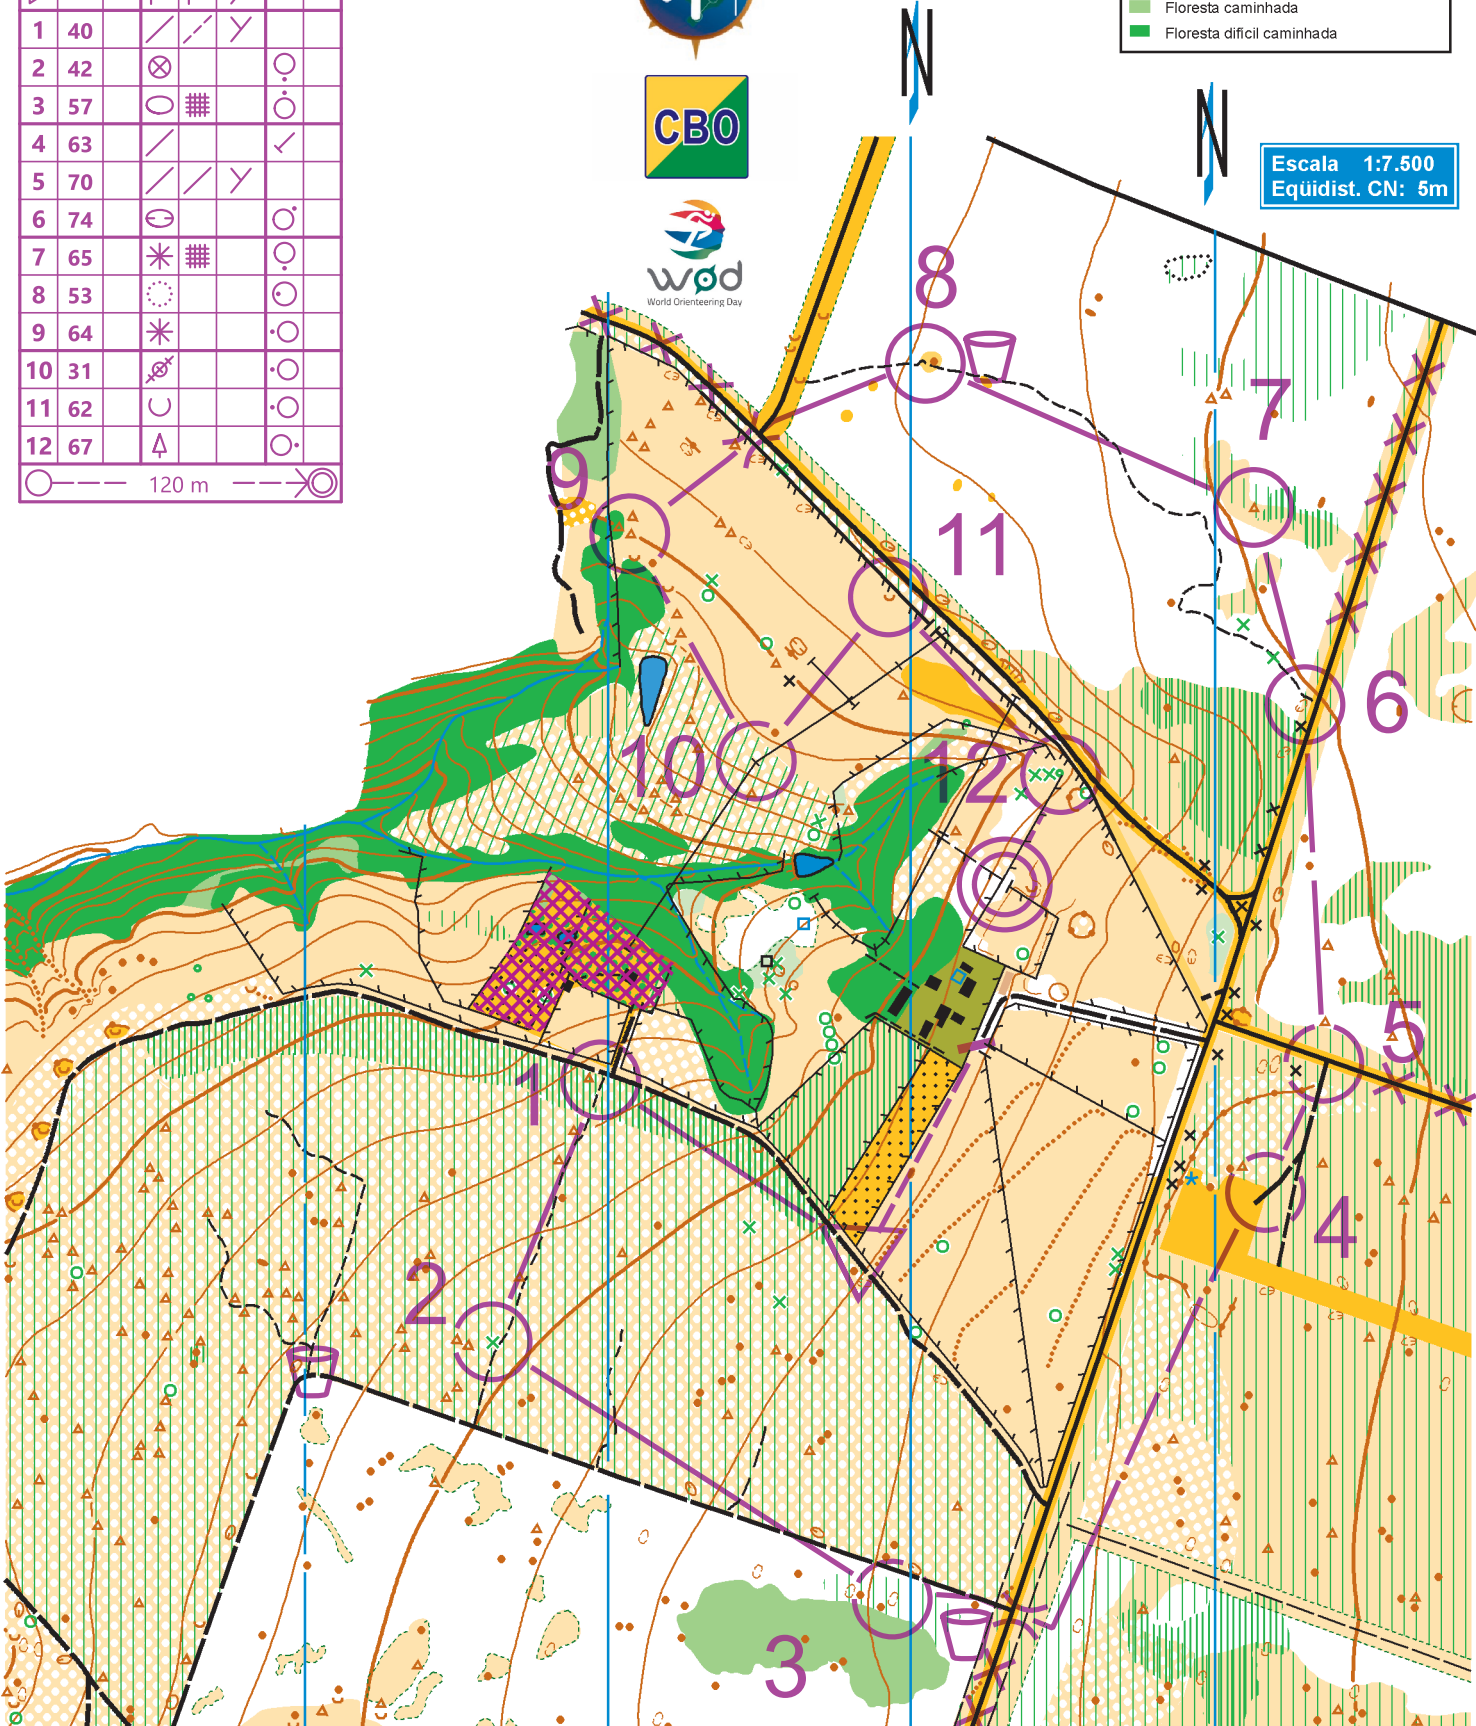 1 40
2 42
3 57
4 63
5 70
6 74
7 65
8 53
9 64
10 31
11 62
12 67
120 m
CBO
wod
World Orienteering Day
N
N
Floresta caminhada
Floresta difícil caminhada
Escala 1:7.500
Eqüidist. CN: 5m
8
7
9
11
6
10
12
5
1
4
2
3